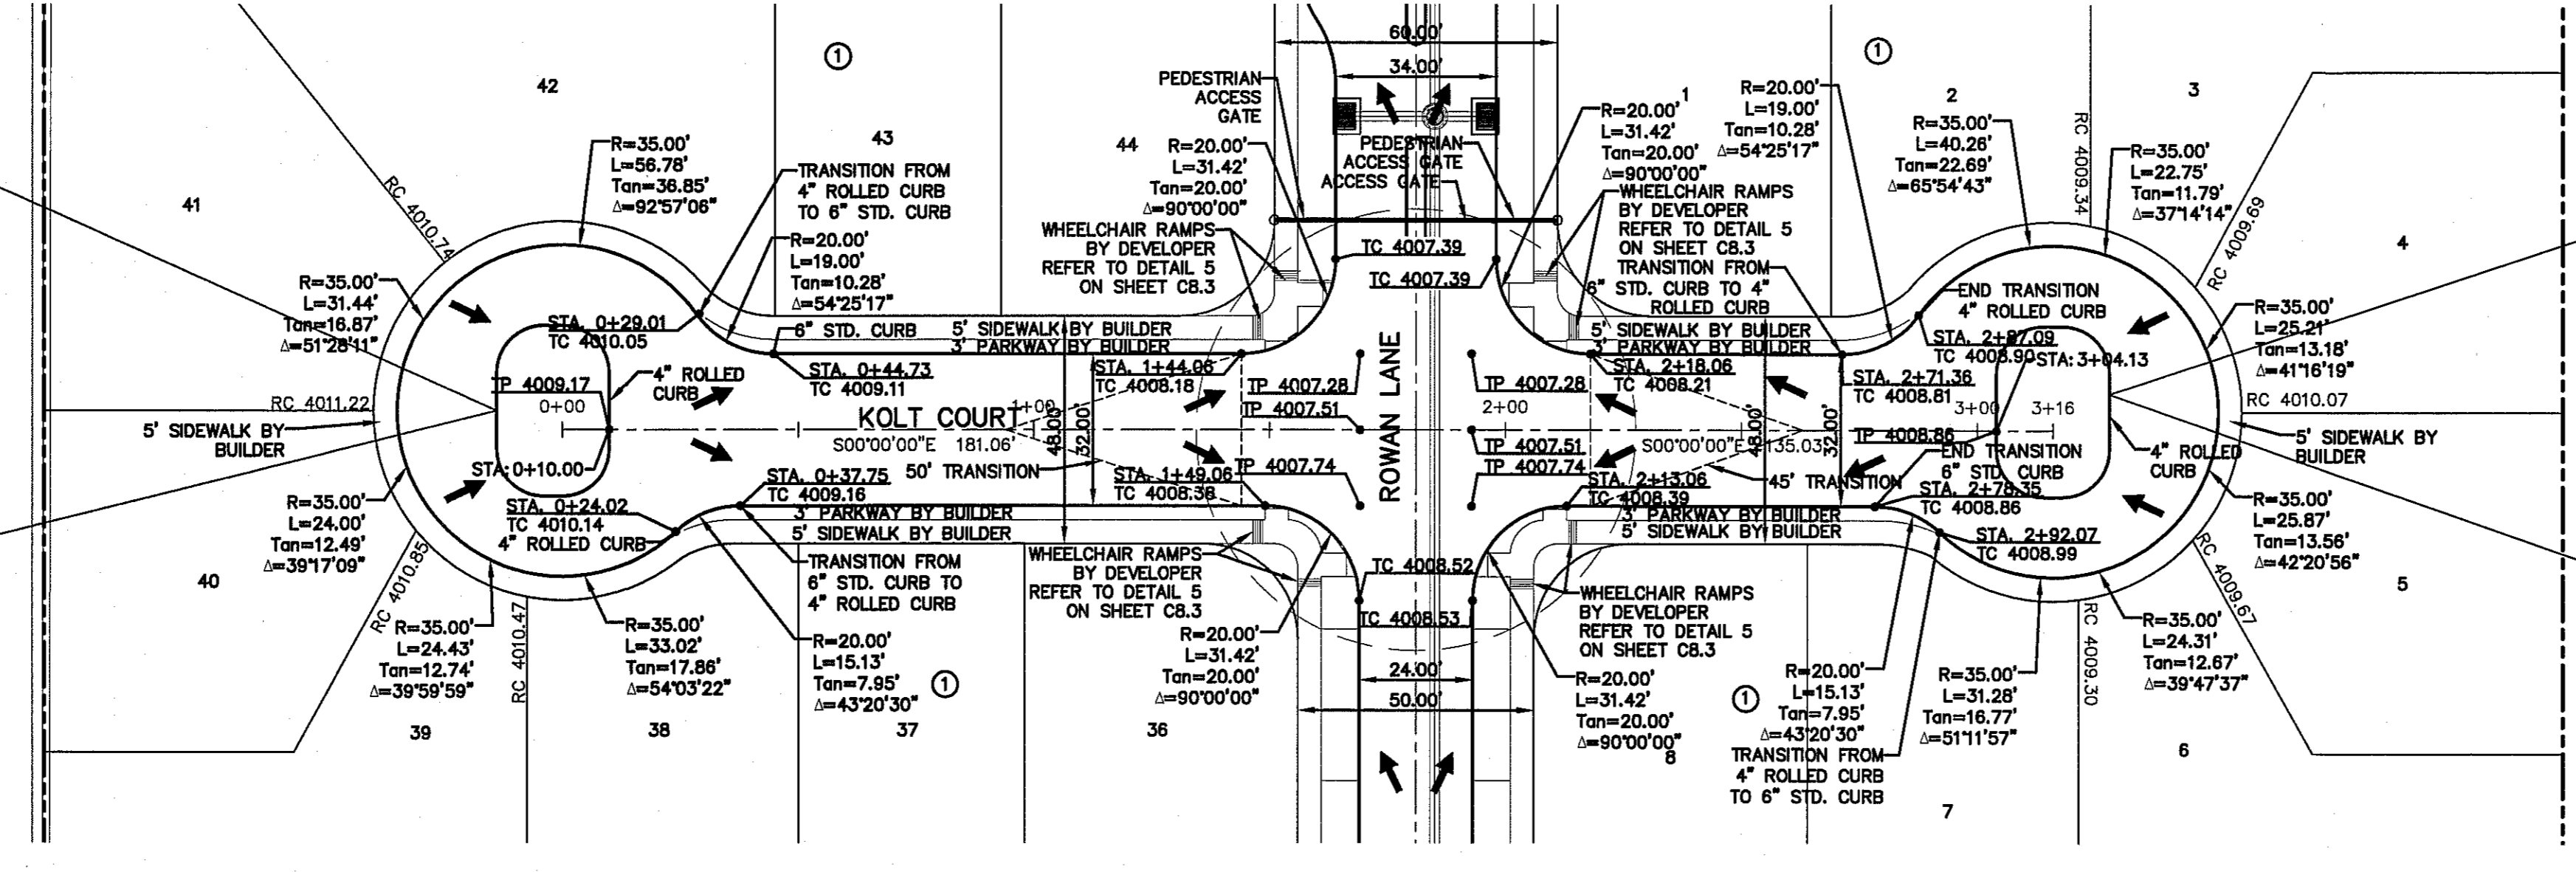 42
1
43
41
RC 4010.74
R=35.00'
L=56.78'
Tan=36.85'
Δ=92°57'06"
TRANSITION FROM
4" ROLLED CURB
TO 6" STD. CURB
R=20.00'
L=19.00'
Tan=10.28'
Δ=54°25'17"
R=35.00'
L=31.44'
Tan=16.87'
Δ=51°28'11"
STA. 0+29.01
TC 4010.05
6" STD. CURB
5' SIDEWALK BY BUILDER
3' PARKWAY BY BUILDER
STA. 0+44.73
TC 4009.11
TP 4009.17
4" ROLLED
CURB
0+00
RC 4011.22
5' SIDEWALK BY
BUILDER
STA: 0+10.00
KOLT COURT
S00°00'00"E 181.06'
1+00
48.00'
32.00'
50' TRANSITION
STA. 1+44.06
TC 4008.18
STA. 1+49.06
TC 4008.38
STA. 0+37.75
TC 4009.16
STA. 0+24.02
TC 4010.14
4" ROLLED CURB
3' PARKWAY BY BUILDER
5' SIDEWALK BY BUILDER
R=35.00'
L=24.00'
Tan=12.49'
Δ=39°17'09"
40
RC 4010.85
R=35.00'
L=24.43'
Tan=12.74'
Δ=39°59'59"
39
RC 4010.47
R=35.00'
L=33.02'
Tan=17.86'
Δ=54°03'22"
38
TRANSITION FROM
6" STD. CURB TO
4" ROLLED CURB
R=20.00'
L=15.13'
Tan=7.95'
Δ=43°20'30"
1
37
36
WHEELCHAIR RAMPS
BY DEVELOPER
REFER TO DETAIL 5
ON SHEET C8.3
R=20.00'
L=31.42'
Tan=20.00'
Δ=90°00'00"
60.00'
34.00'
PEDESTRIAN
ACCESS
GATE
44
R=20.00'
L=31.42'
Tan=20.00'
Δ=90°00'00"
WHEELCHAIR RAMPS
BY DEVELOPER
REFER TO DETAIL 5
ON SHEET C8.3
PEDESTRIAN
ACCESS GATE
ACCESS GATE
TC 4007.39
TC 4007.39
R=20.00'
L=31.42'
Tan=20.00'
Δ=90°00'00"
1
WHEELCHAIR RAMPS
BY DEVELOPER
REFER TO DETAIL 5
ON SHEET C8.3
TRANSITION FROM
6" STD. CURB TO 4"
ROLLED CURB
R=20.00'
L=19.00'
Tan=10.28'
Δ=54°25'17"
ROWAN LANE
TP 4007.28
TP 4007.51
TP 4007.74
TP 4007.28
TP 4007.51
TP 4007.74
2+00
5' SIDEWALK BY BUILDER
3' PARKWAY BY BUILDER
STA. 2+18.06
TC 4008.21
S00°00'00"E 135.03'
STA. 2+13.06
TC 4008.39
45' TRANSITION
48.00'
32.00'
3' PARKWAY BY BUILDER
5' SIDEWALK BY BUILDER
TC 4008.52
TC 4008.53
24.00'
50.00'
WHEELCHAIR RAMPS
BY DEVELOPER
REFER TO DETAIL 5
ON SHEET C8.3
R=20.00'
L=31.42'
Tan=20.00'
Δ=90°00'00"
8
1
2
R=35.00'
L=40.26'
Tan=22.69'
Δ=65°54'43"
RC 4009.34
3
R=35.00'
L=22.75'
Tan=11.79'
Δ=37°14'14"
RC 4009.69
4
END TRANSITION
4" ROLLED CURB
STA. 2+87.09
TC 4008.90
STA: 3+04.13
STA. 2+71.36
TC 4008.81
3+00
3+16
TP 4008.86
R=35.00'
L=25.21'
Tan=13.18'
Δ=41°16'19"
RC 4010.07
5' SIDEWALK BY
BUILDER
4" ROLLED
CURB
END TRANSITION
6" STD. CURB
STA. 2+78.35
TC 4008.86
STA. 2+92.07
TC 4008.99
R=35.00'
L=25.87'
Tan=13.56'
Δ=42°20'56"
5
RC 4009.67
R=35.00'
L=24.31'
Tan=12.67'
Δ=39°47'37"
RC 4009.30
R=35.00'
L=31.28'
Tan=16.77'
Δ=51°11'57"
R=20.00'
L=15.13'
Tan=7.95'
Δ=43°20'30"
1
TRANSITION FROM
4" ROLLED CURB
TO 6" STD. CURB
6
7